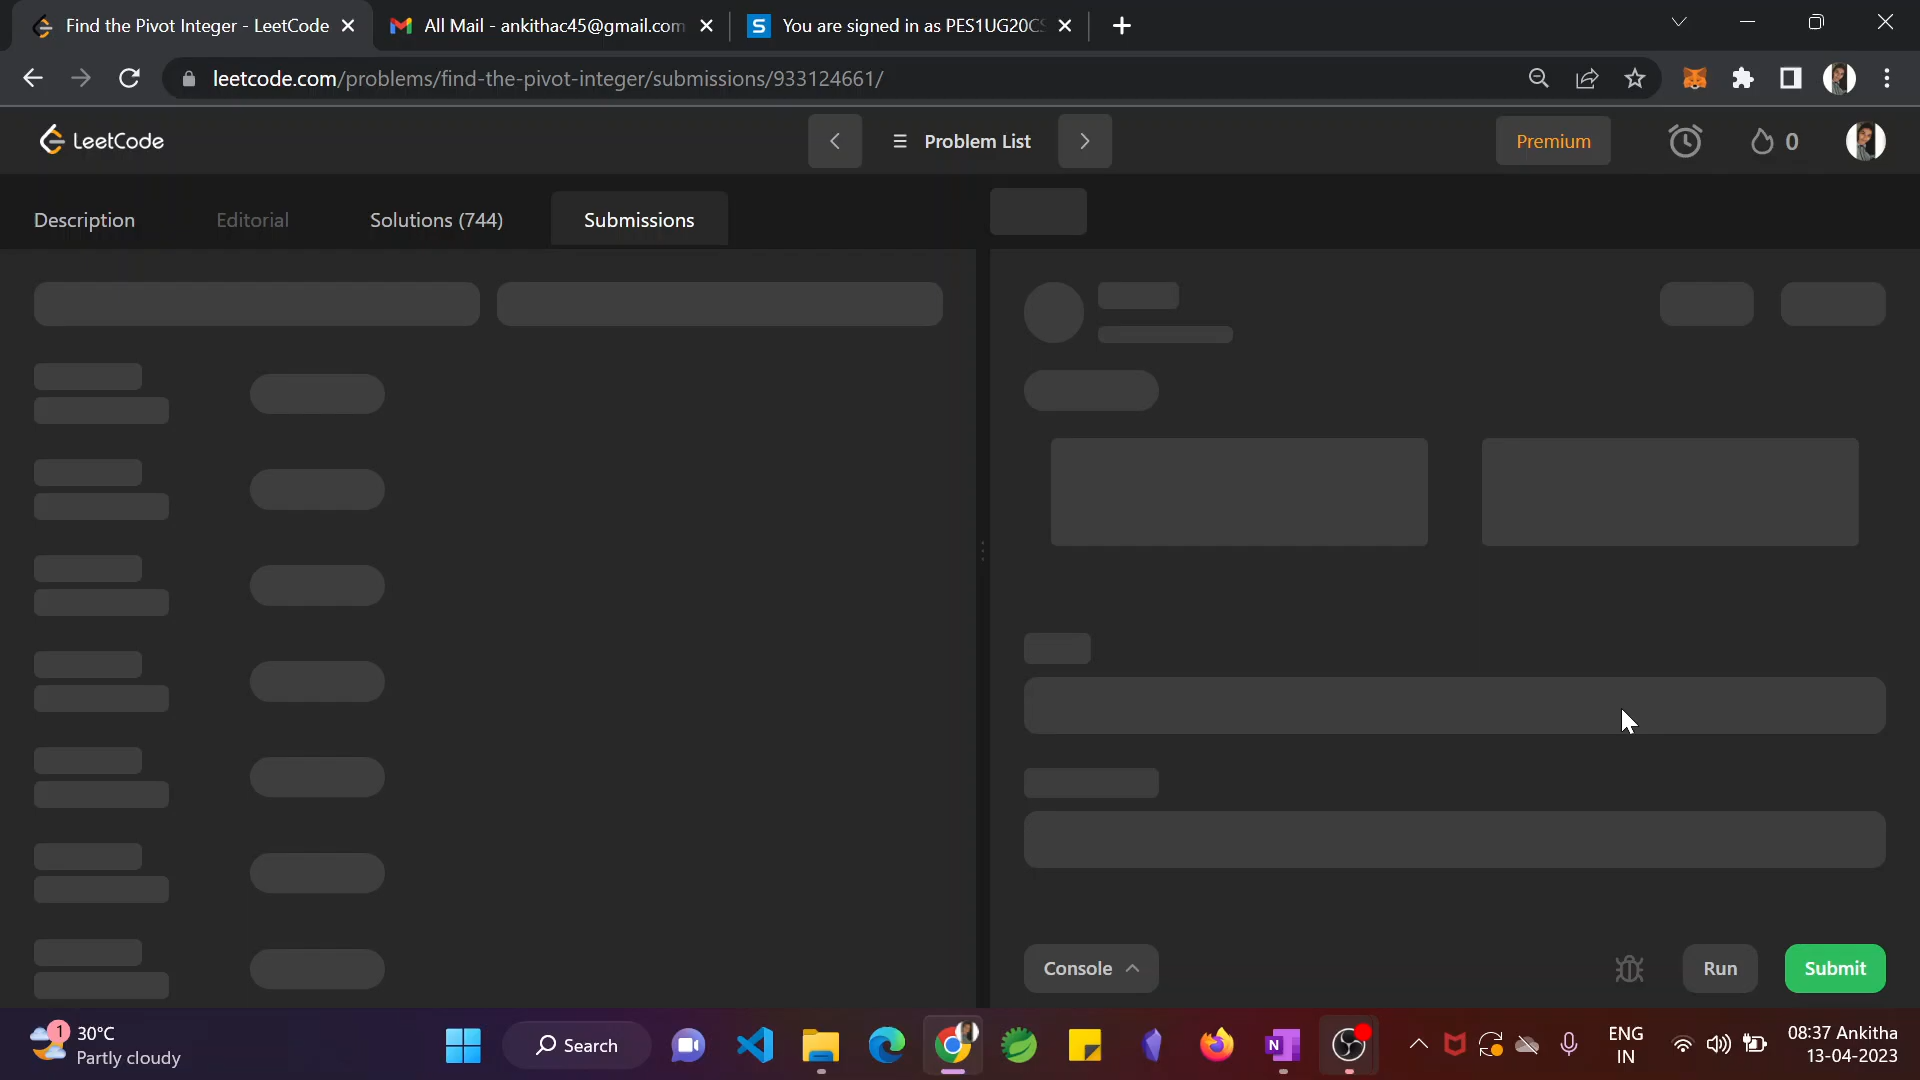 Find the Pivot Integer - LeetCode
All Mail - ankithac45@gmail.com
You are signed in as PES1UG20CS
leetcode.com/problems/find-the-pivot-integer/submissions/933124661/
LeetCode
Problem List
Premium
0
Description
Editorial
Solutions (744)
Submissions
Console
Run
Submit
1
30°C
Partly cloudy
Search
ENG
IN
08:37 Ankitha
13-04-2023